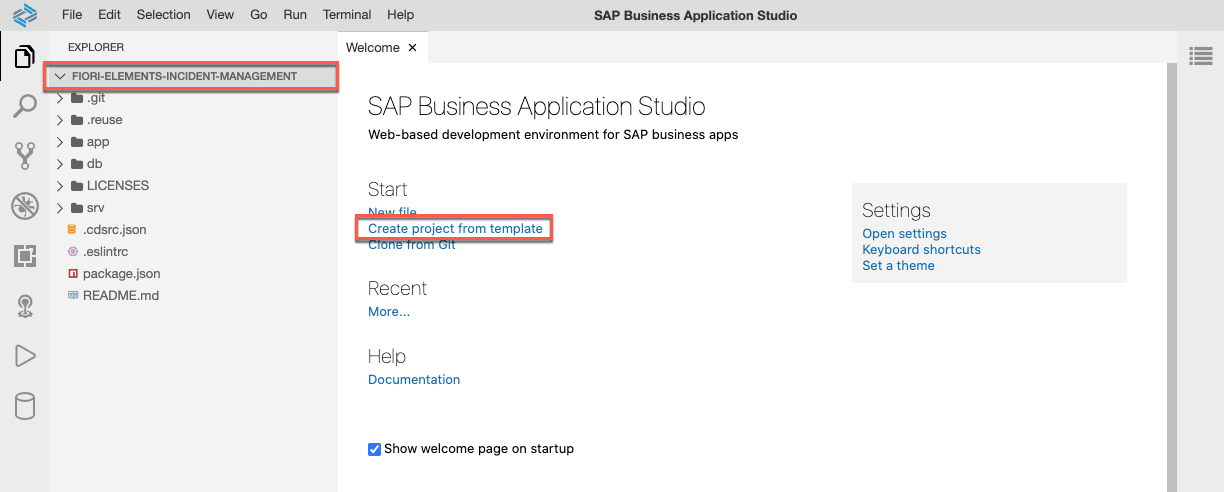 File Edit Selection View Go Run Terminal Help SAP Business Application Studio
EXPLORER
FIORI-ELEMENTS-INCIDENT-MANAGEMENT
.git
.reuse
app
db
LICENSES
srv
.cdsrc.json
.eslintrc
package.json
README.md
Welcome
SAP Business Application Studio
Web-based development environment for SAP business apps
Start
New file
Create project from template
Clone from Git
Recent
More...
Help
Documentation
Show welcome page on startup
Settings
Open settings
Keyboard shortcuts
Set a theme